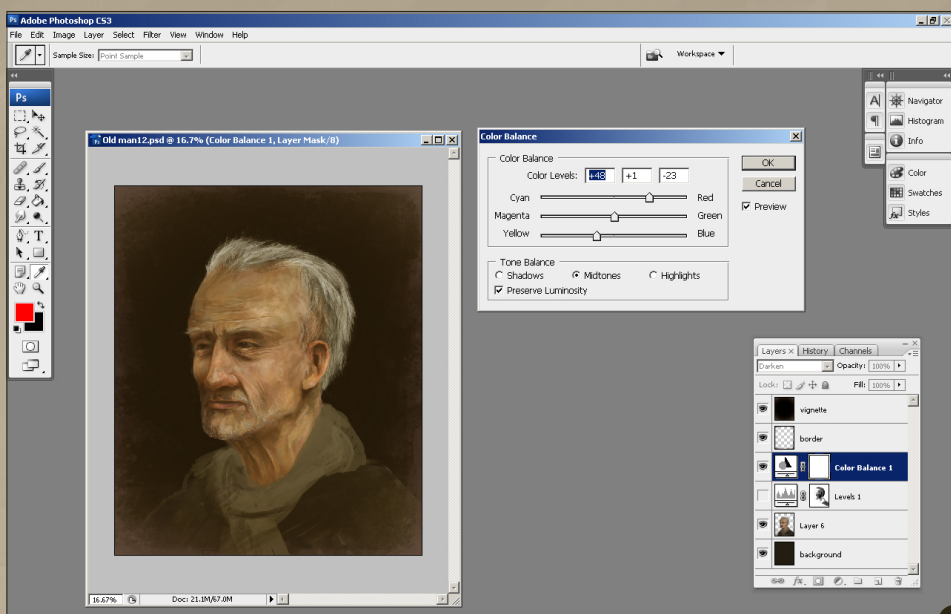 Ps Adobe Photoshop CS3
File Edit Image Layer Select Filter View Window Help
Sample Size: Point Sample
Workspace
Ps
T
Old man12.psd @ 16.7% (Color Balance 1, Layer Mask/8)
16.67% Doc: 21.1M/67.0M
Color Balance
Color Balance
Color Levels: +48 +1 -23
Cyan Red
Magenta Green
Yellow Blue
Tone Balance
Shadows Midtones Highlights
Preserve Luminosity
OK
Cancel
Preview
A
Navigator
Histogram
Info
Color
Swatches
Styles
Layers × History Channels
Darken Opacity: 100%
Lock: Fill: 100%
vignette
border
Color Balance 1
Levels 1
Layer 6
background
fx